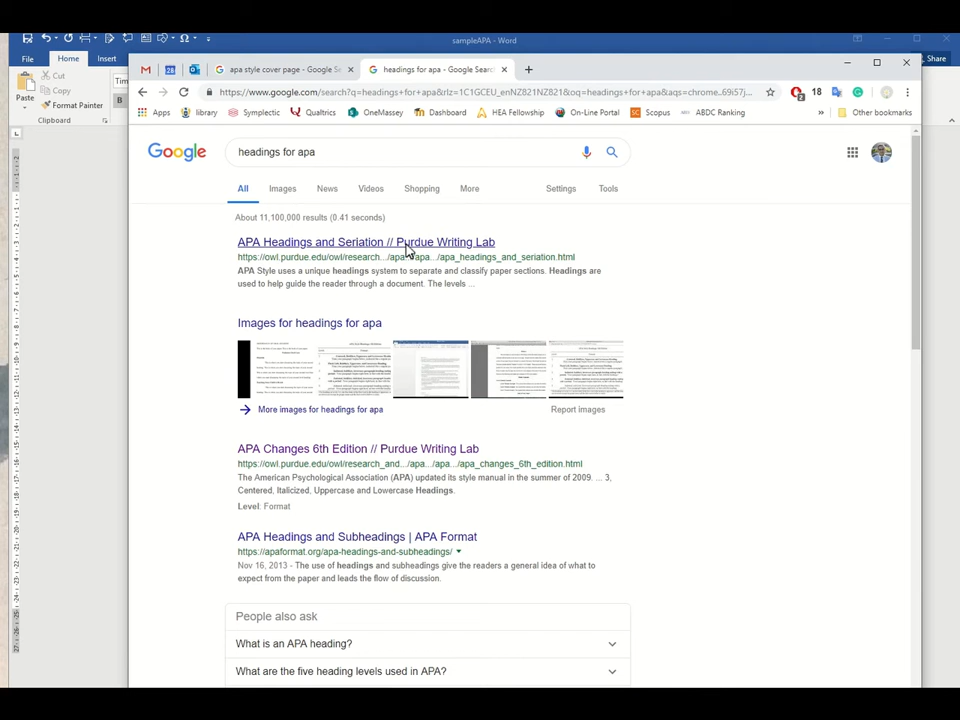 sampleAPA - Word
File
Home
Insert
Share
Cut
Copy
Paste
Format Painter
Clipboard
B
apa style cover page - Google Se
headings for apa - Google Search
https://www.google.com/search?q=headings+for+apa&rlz=1C1GCEU_enNZ821NZ821&oq=headings+for+apa&aqs=chrome..69i57j...
2
18
Apps
library
Symplectic
Qualtrics
OneMassey
Dashboard
HEA Fellowship
On-Line Portal
Scopus
ABDC Ranking
»
Other bookmarks
Google
headings for apa
All
Images
News
Videos
Shopping
More
Settings
Tools
About 11,100,000 results (0.41 seconds)
APA Headings and Seriation // Purdue Writing Lab
https://owl.purdue.edu/owl/research.../apa.../apa.../apa_headings_and_seriation.html
APA Style uses a unique headings system to separate and classify paper sections. Headings are
used to help guide the reader through a document. The levels ...
Images for headings for apa
More images for headings for apa
Report images
APA Changes 6th Edition // Purdue Writing Lab
https://owl.purdue.edu/owl/research_and.../apa.../apa.../apa_changes_6th_edition.html
The American Psychological Association (APA) updated its style manual in the summer of 2009. ... 3,
Centered, Italicized, Uppercase and Lowercase Headings.
Level: Format
APA Headings and Subheadings | APA Format
https://apaformat.org/apa-headings-and-subheadings/
Nov 16, 2013 - The use of headings and subheadings give the readers a general idea of what to
expect from the paper and leads the flow of discussion.
People also ask
What is an APA heading?
What are the five heading levels used in APA?